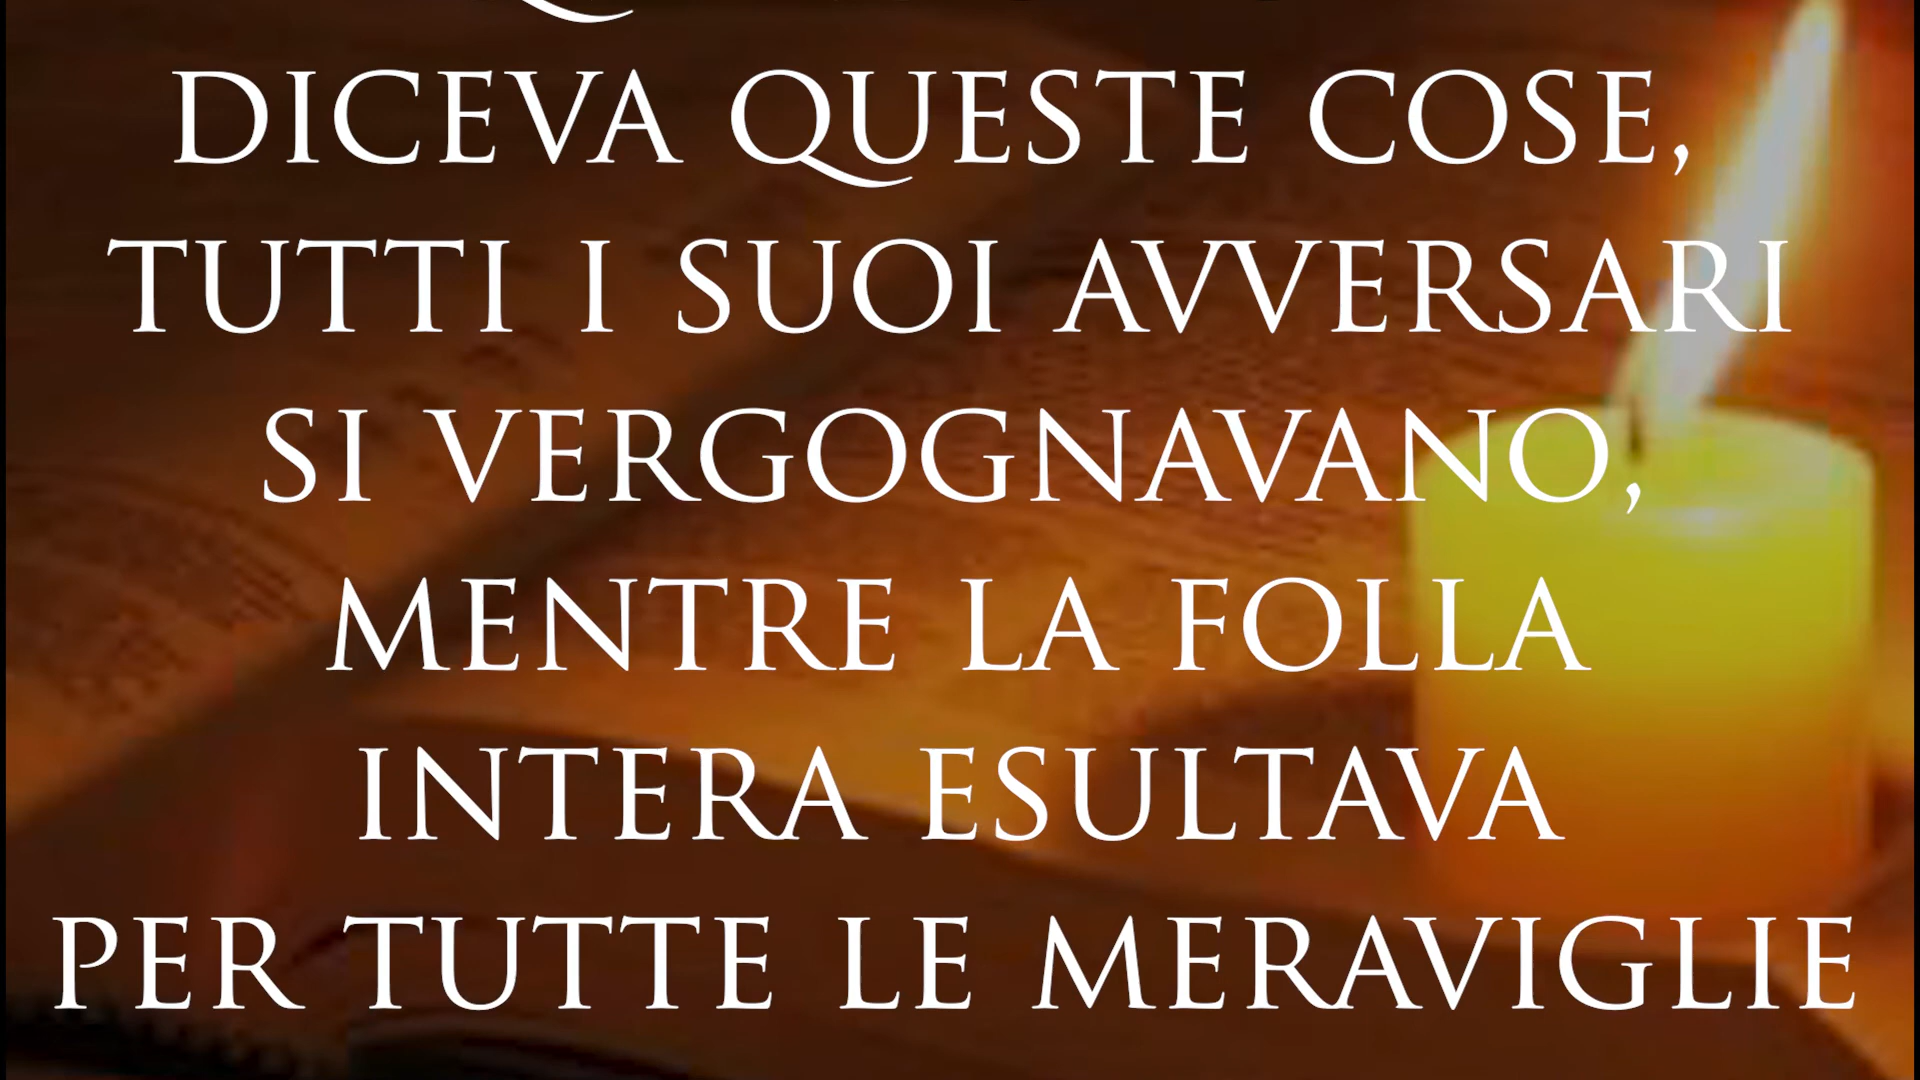 DICEVA QUESTE COSE,
TUTTI I SUOI AVVERSARI
SI VERGOGNAVANO,
MENTRE LA FOLLA
INTERA ESULTAVA
PER TUTTE LE MERAVIGLIE